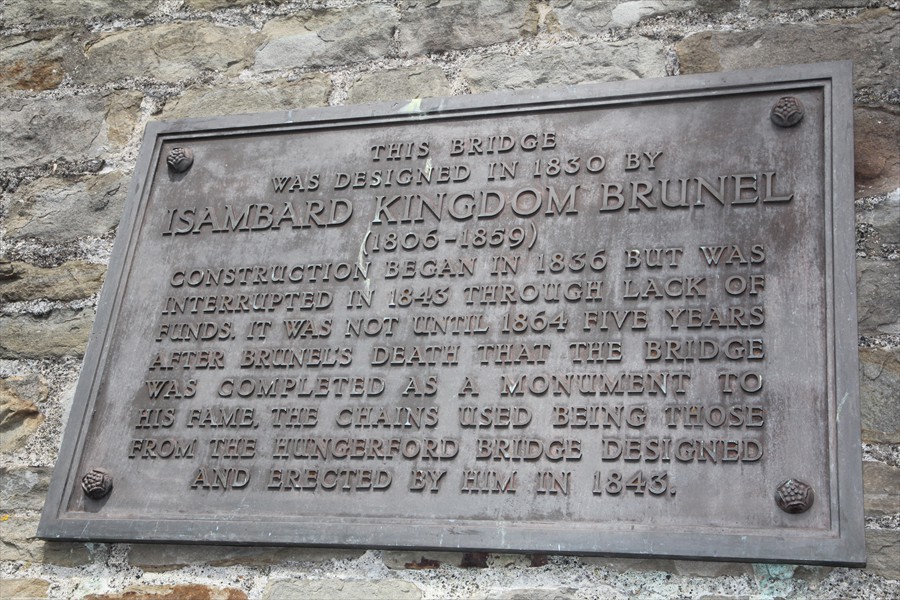 THIS BRIDGE
WAS DESIGNED IN 1830 BY
ISAMBARD KINGDOM BRUNEL
(1806-1859)
CONSTRUCTION BEGAN IN 1836 BUT WAS
INTERRUPTED IN 1843 THROUGH LACK OF
FUNDS. IT WAS NOT UNTIL 1864 FIVE YEARS
AFTER BRUNEL'S DEATH THAT THE BRIDGE
WAS COMPLETED AS A MONUMENT TO
HIS FAME, THE CHAINS USED BEING THOSE
FROM THE HUNGERFORD BRIDGE DESIGNED
AND ERECTED BY HIM IN 1843.